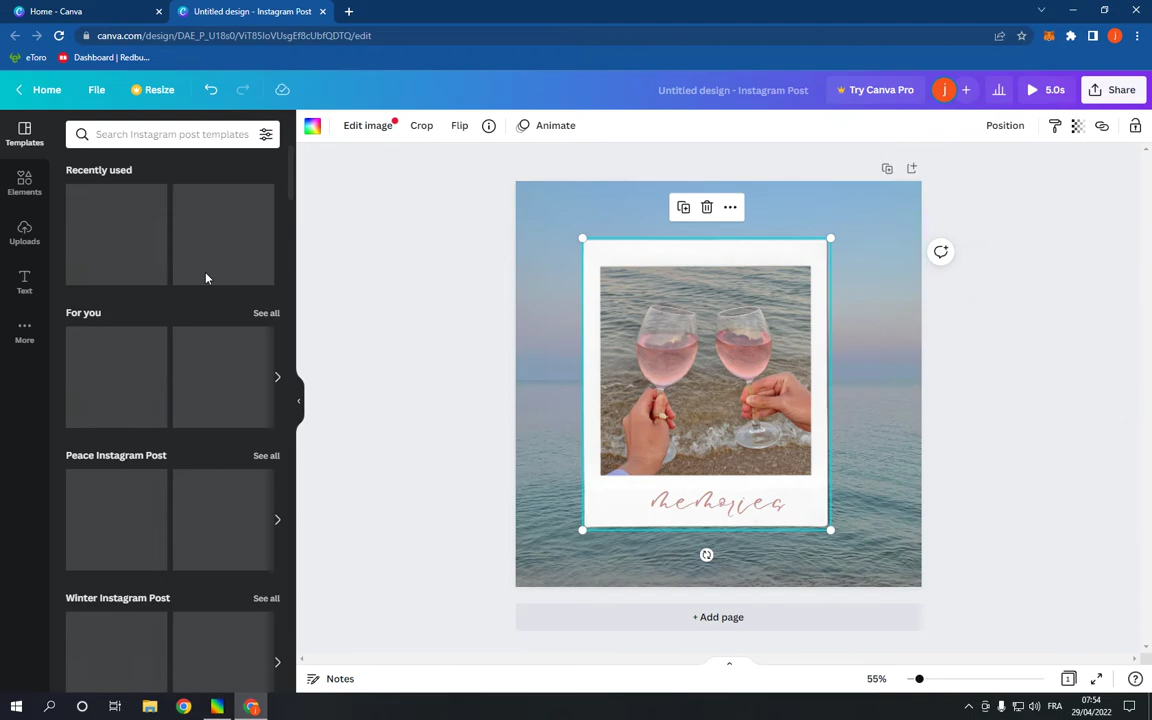 Home - Canva
Untitled design - Instagram Post
canva.com/design/DAE_P_U18s0/ViT85IoVUsgEf8cUbfQDTQ/edit
eToro
Dashboard | Redbu...
Home
File
Resize
Untitled design - Instagram Post
Try Canva Pro
j
5.0s
Share
Templates
Elements
Uploads
Text
More
Search Instagram post templates
Recently used
For you
See all
Peace Instagram Post
See all
Winter Instagram Post
See all
Edit image
Crop
Flip
Animate
Position
memories
+ Add page
Notes
55%
1
FRA
07:54
29/04/2022